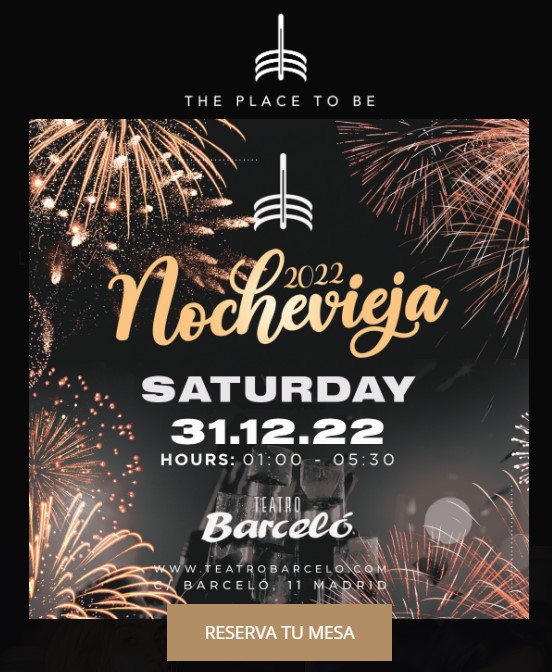 THE PLACE TO BE
2022
Nochevieja
SATURDAY
31.12.22
HOURS: 01:00 - 05:30
TEATRO
Barceló
WWW.TEATROBARCELO.COM
C/ BARCELÓ, 11 MADRID
RESERVA TU MESA